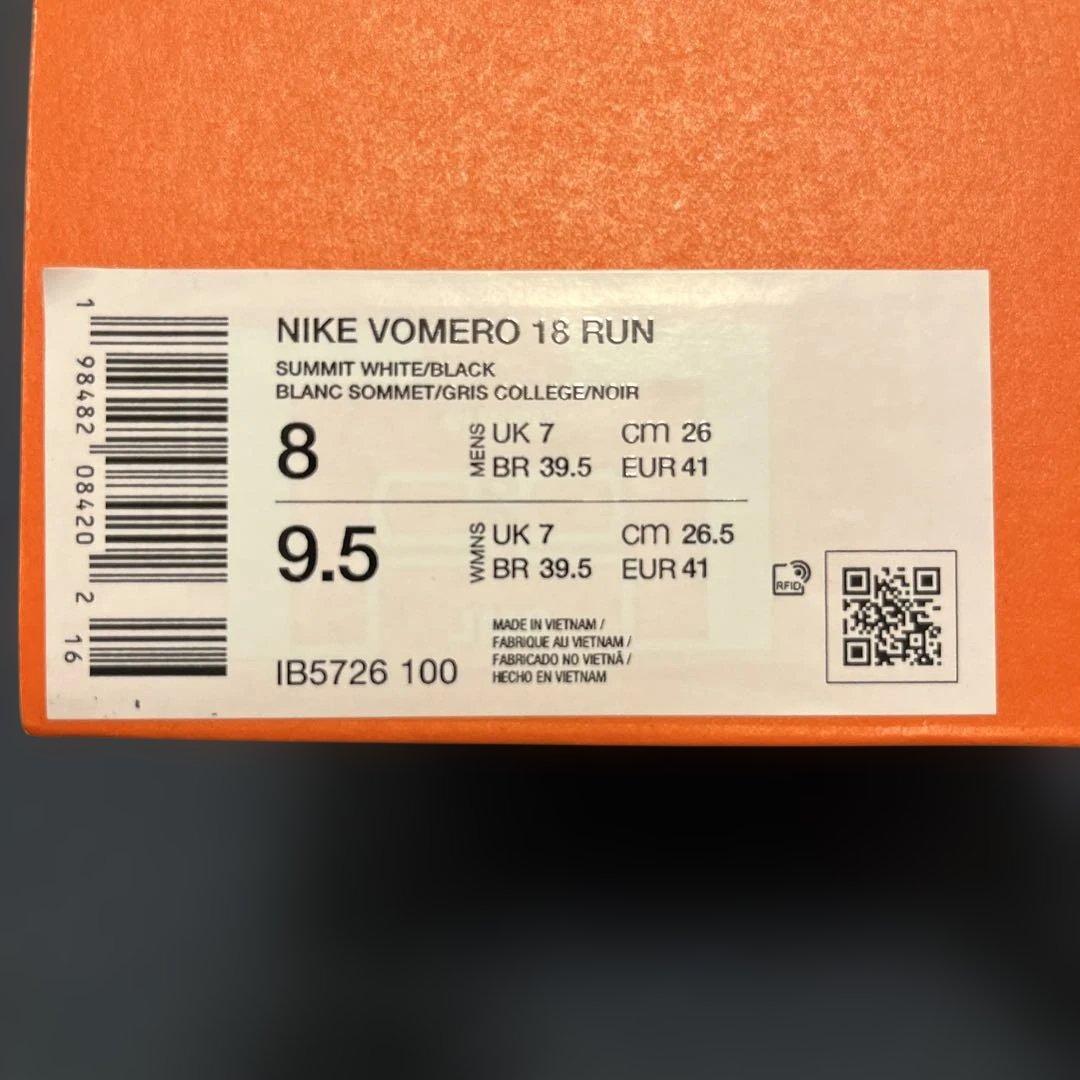 NIKE VOMERO 18 RUN
SUMMIT WHITE/BLACK
BLANC SOMMET/GRIS COLLEGE/NOIR
8 MENS UK 7 cm 26
BR 39.5 EUR 41
9.5 WMNS UK 7 cm 26.5
BR 39.5 EUR 41
MADE IN VIETNAM /
FABRIQUE AU VIETNAM /
FABRICADO NO VIETNÃ /
HECHO EN VIETNAM
IB5726 100
RFID
1 98482 08420 2 16